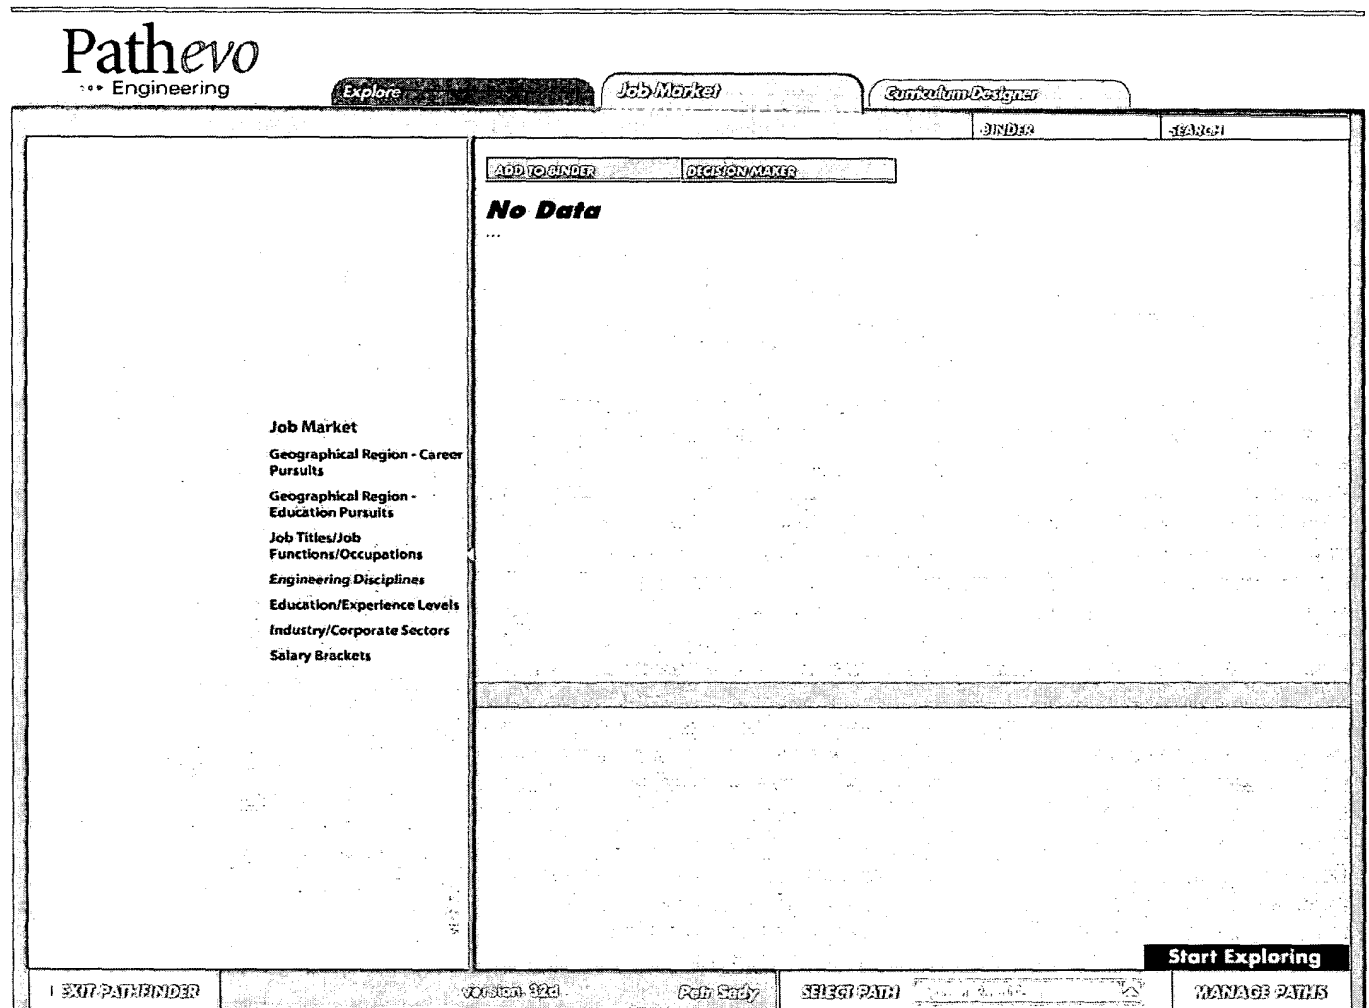 Pathevo
Engineering
Explore
Job Market
Curriculum Designer
BINDER
SEARCH
ADD TO BINDER
DECISION MAKER
No Data
...
Job Market
Geographical Region - Career
Pursuits
Geographical Region -
Education Pursuits
Job Titles/Job
Functions/Occupations
Engineering Disciplines
Education/Experience Levels
Industry/Corporate Sectors
Salary Brackets
Start Exploring
EXIT PATHFINDER
version 32d
SELECT PATH
MANAGE PATHS